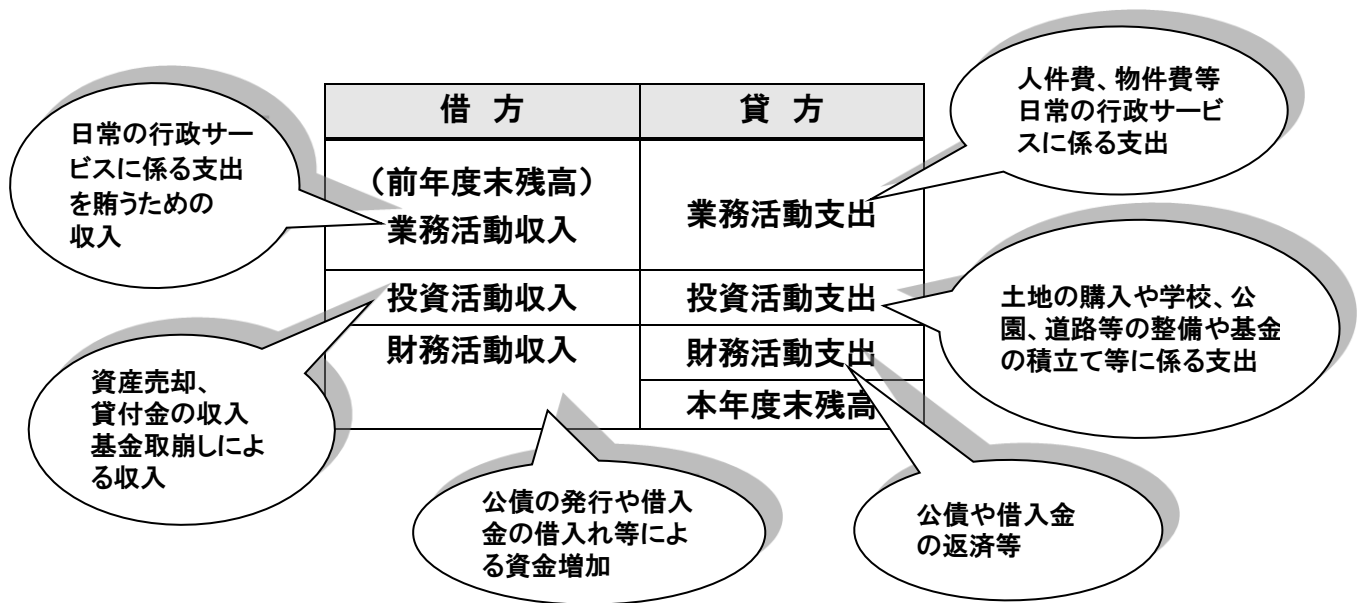 借 方
貸 方
(前年度末残高)
業務活動収入
業務活動支出
投資活動収入
投資活動支出
財務活動収入
財務活動支出
本年度末残高
日常の行政サー
ビスに係る支出
を賄うための
収入
人件費、物件費等
日常の行政サービ
スに係る支出
資産売却、
貸付金の収入
基金取崩しによ
る収入
土地の購入や学校、公
園、道路等の整備や基金
の積立て等に係る支出
公債の発行や借入
金の借入れ等によ
る資金増加
公債や借入金
の返済等